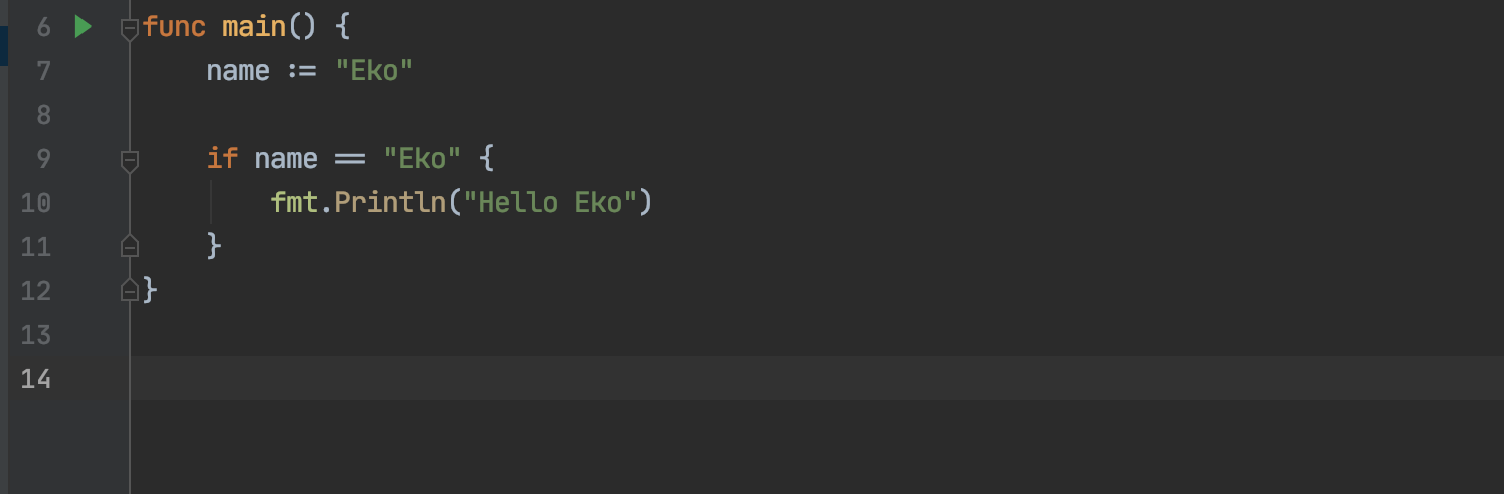 6 func main() {
7     name := "Eko"
8
9     if name == "Eko" {
10         fmt.Println("Hello Eko")
11     }
12 }
13
14